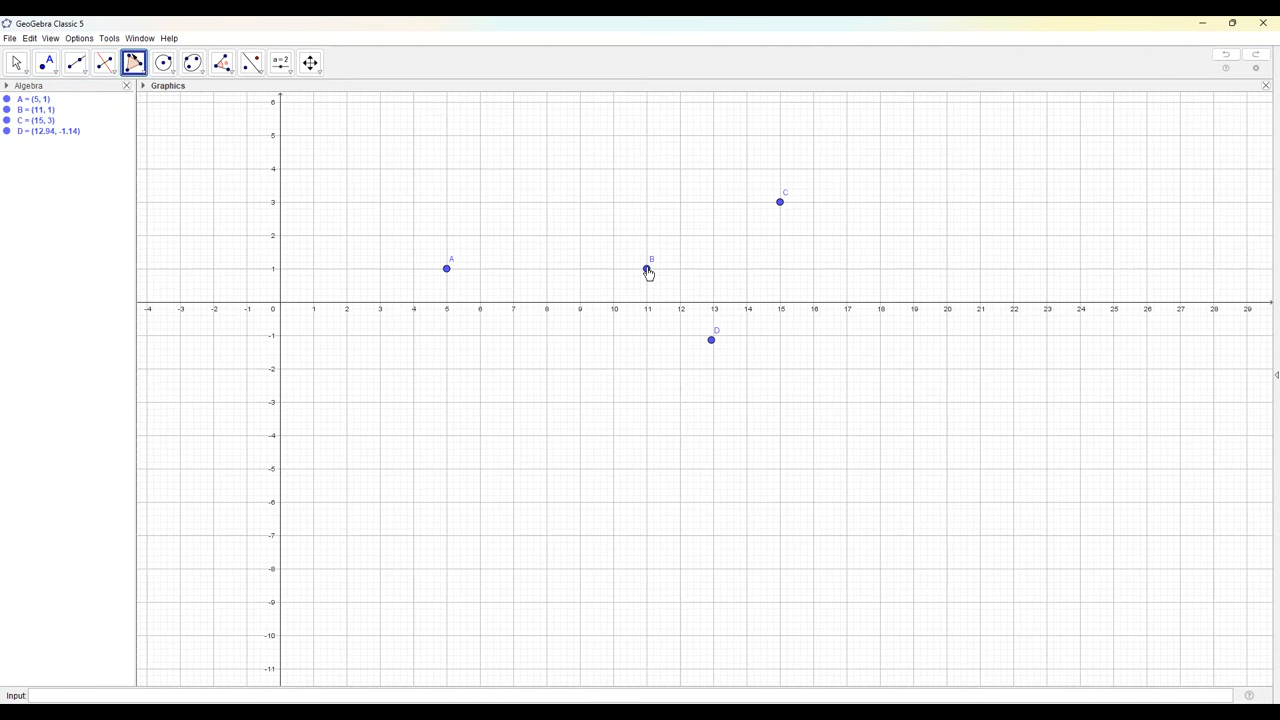 GeoGebra Classic 5
File Edit View Options Tools Window Help
A a=2
Algebra
Graphics
A = (5, 1)
B = (11, 1)
C = (15, 3)
D = (12.94, -1.14)
6
5
4
3
2
1
C
A
B
D
-4 -3 -2 -1 0 1 2 3 4 5 6 7 8 9 10 11 12 13 14 15 16 17 18 19 20 21 22 23 24 25 26 27 28 29
-1
-2
-3
-4
-5
-6
-7
-8
-9
-10
-11
Input: